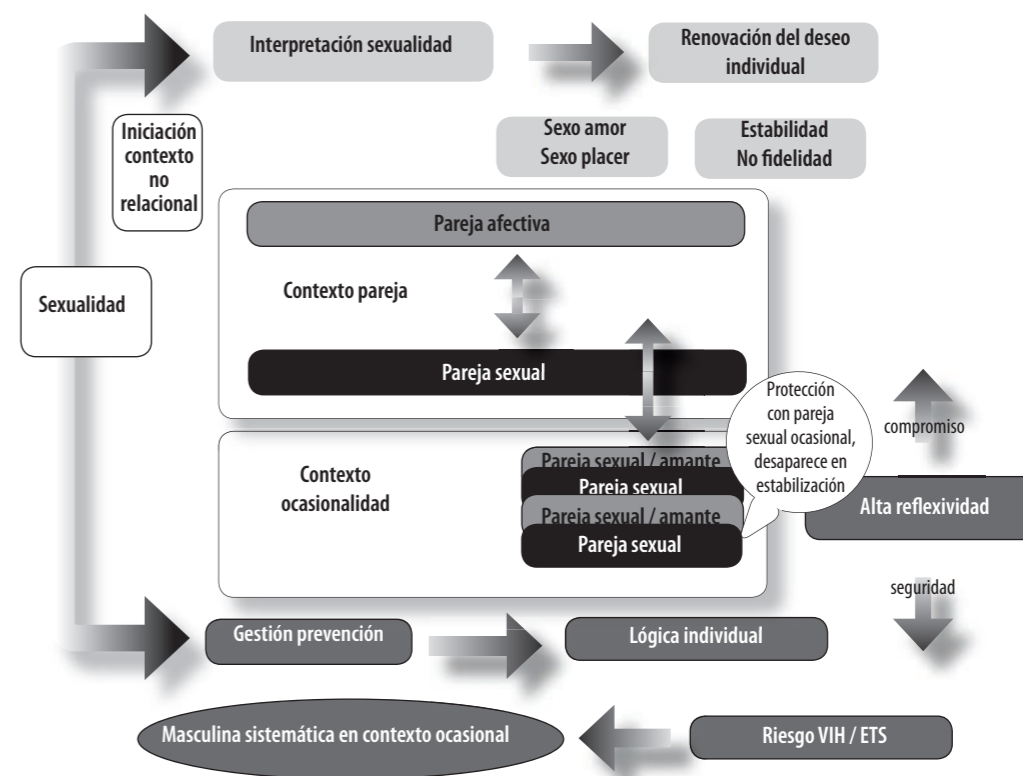 Interpretación sexualidad
Renovación del deseo
individual
Iniciación
contexto
no
relacional
Sexo amor
Sexo placer
Estabilidad
No fidelidad
Pareja afectiva
Contexto pareja
Sexualidad
Pareja sexual
Protección
con pareja
sexual ocasional,
desaparece en
estabilización
compromiso
Contexto
ocasionalidad
Pareja sexual / amante
Pareja sexual
Pareja sexual / amante
Pareja sexual
Alta reflexividad
seguridad
Gestión prevención
Lógica individual
Masculina sistemática en contexto ocasional
Riesgo VIH / ETS